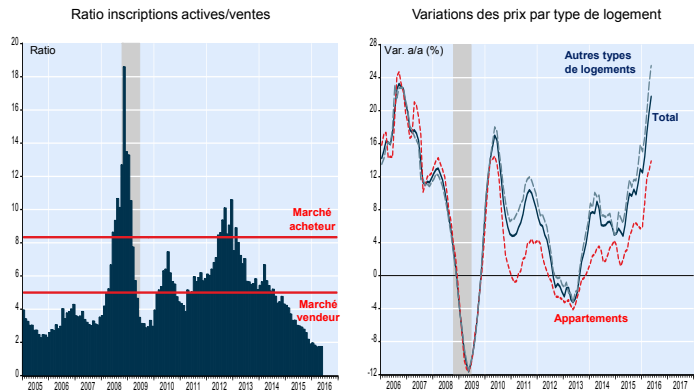 Ratio inscriptions actives/ventes
Ratio
20
18
16
14
12
10
8
6
4
2
0
Marché
acheteur
Marché
vendeur
2005 2006 2007 2008 2009 2010 2011 2012 2013 2014 2015 2016
Variations des prix par type de logement
Var. a/a (%)
28
24
20
16
12
8
4
0
-4
-8
-12
Autres types
de logements
Total
Appartements
2006 2007 2008 2009 2010 2011 2012 2013 2014 2015 2016 2017